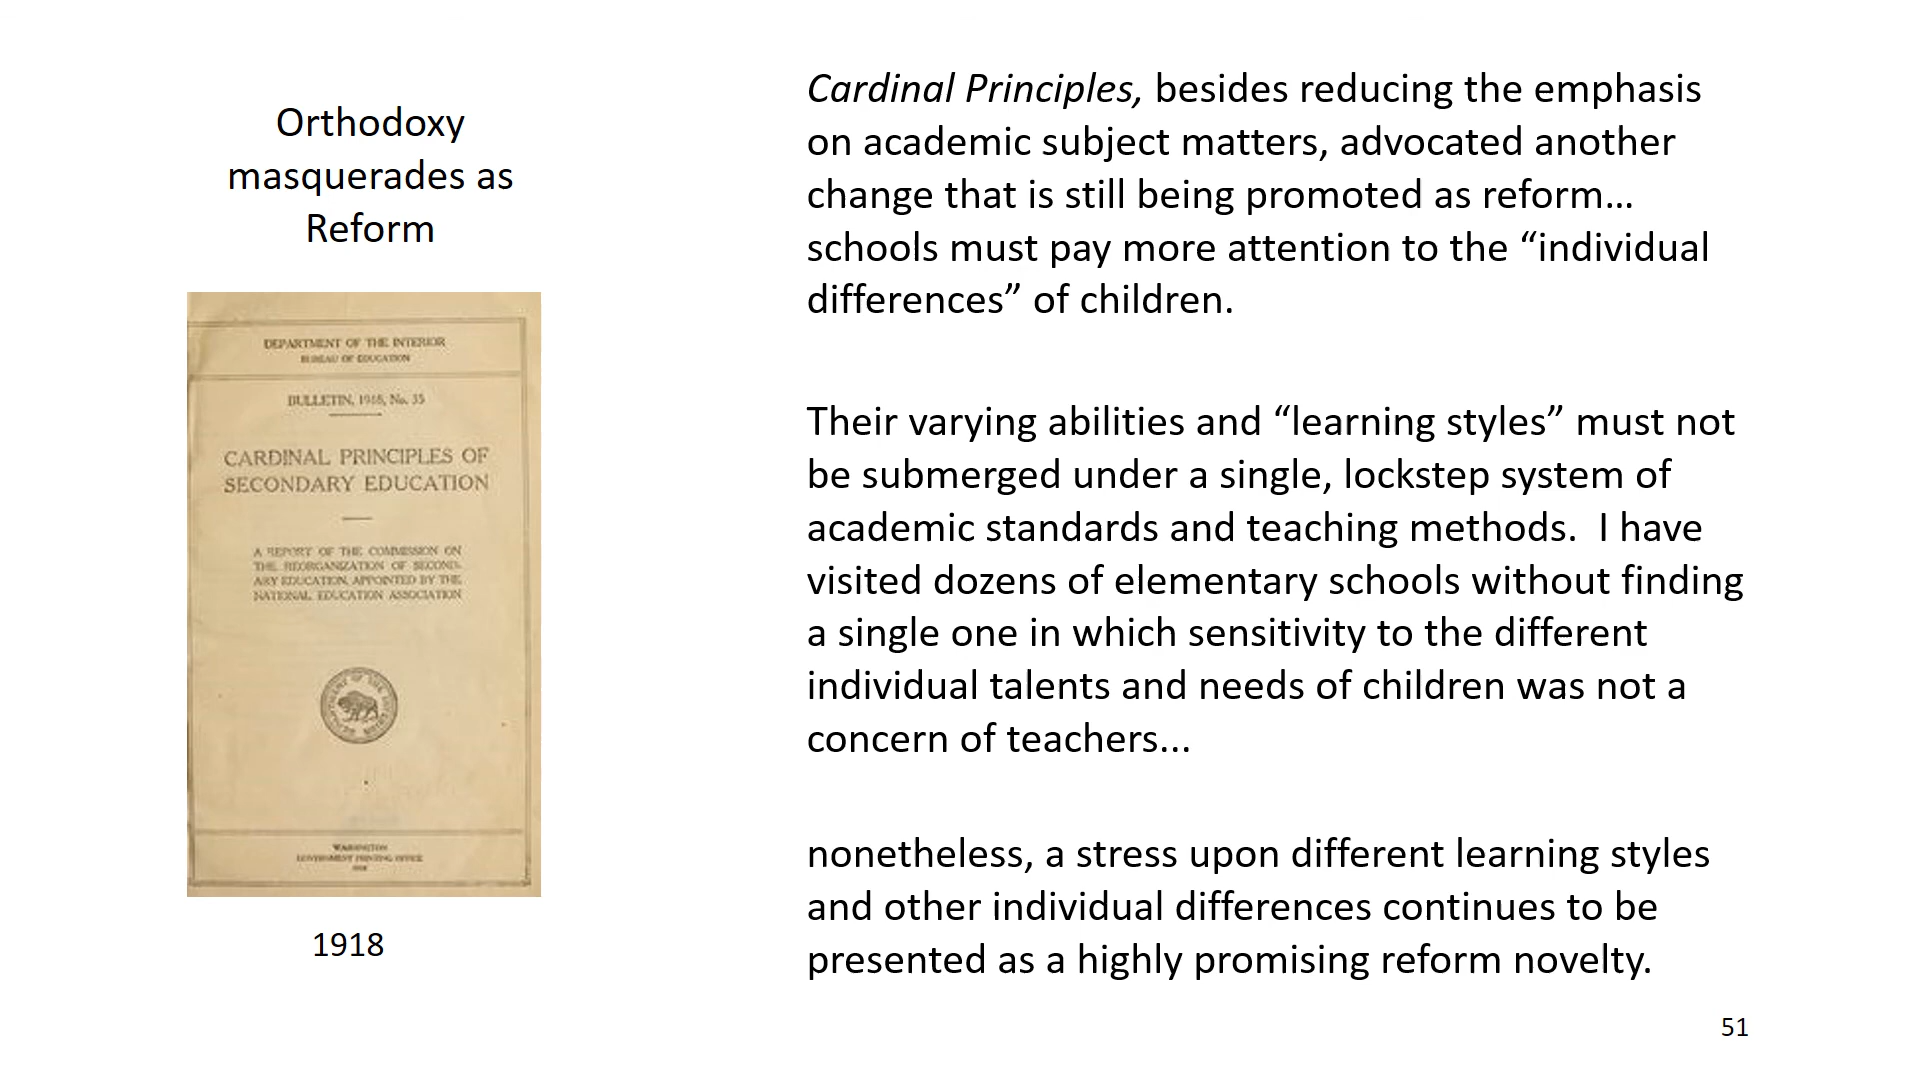 Orthodoxy
masquerades as
Reform
DEPARTMENT OF THE INTERIOR
BUREAU OF EDUCATION
BULLETIN, 1918, No. 35
CARDINAL PRINCIPLES OF
SECONDARY EDUCATION
A REPORT OF THE COMMISSION ON
THE REORGANIZATION OF SECOND-
ARY EDUCATION, APPOINTED BY THE
NATIONAL EDUCATION ASSOCIATION
WASHINGTON
GOVERNMENT PRINTING OFFICE
1918
1918
Cardinal Principles, besides reducing the emphasis
on academic subject matters, advocated another
change that is still being promoted as reform…
schools must pay more attention to the “individual
differences” of children.
Their varying abilities and “learning styles” must not
be submerged under a single, lockstep system of
academic standards and teaching methods.  I have
visited dozens of elementary schools without finding
a single one in which sensitivity to the different
individual talents and needs of children was not a
concern of teachers...
nonetheless, a stress upon different learning styles
and other individual differences continues to be
presented as a highly promising reform novelty.
51